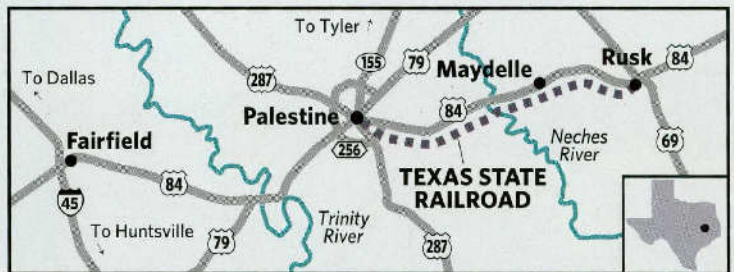 To Tyler
To Dallas
287
155
79
Maydelle
Rusk
84
Palestine
84
Fairfield
256
Neches
River
69
TEXAS STATE
RAILROAD
84
45
To Huntsville
79
Trinity
River
287